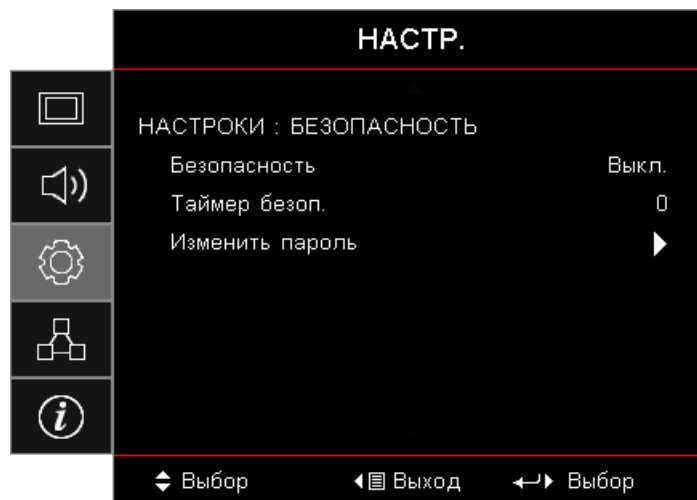 НАСТР.
НАСТРОКИ : БЕЗОПАСНОСТЬ
Безопасность Выкл.
Таймер безоп. 0
Изменить пароль
Выбор Выход Выбор